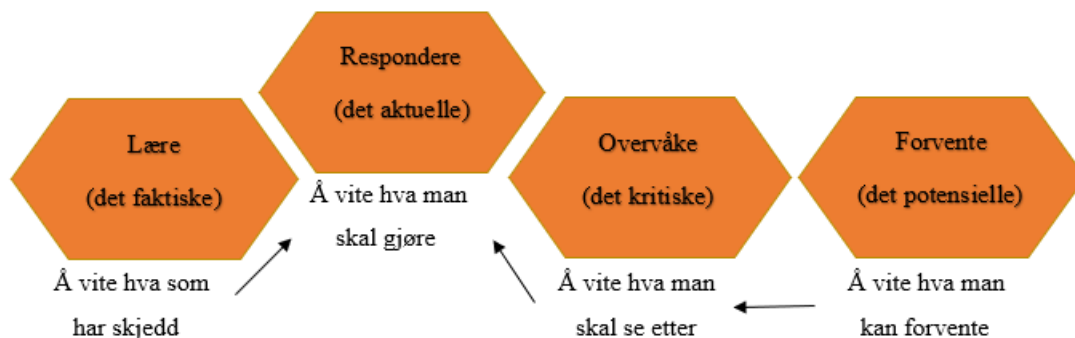 Lære
(det faktiske)
Å vite hva som
har skjedd
Respondere
(det aktuelle)
Å vite hva man
skal gjøre
Overvåke
(det kritiske)
Å vite hva man
skal se etter
Forvente
(det potensielle)
Å vite hva man
kan forvente